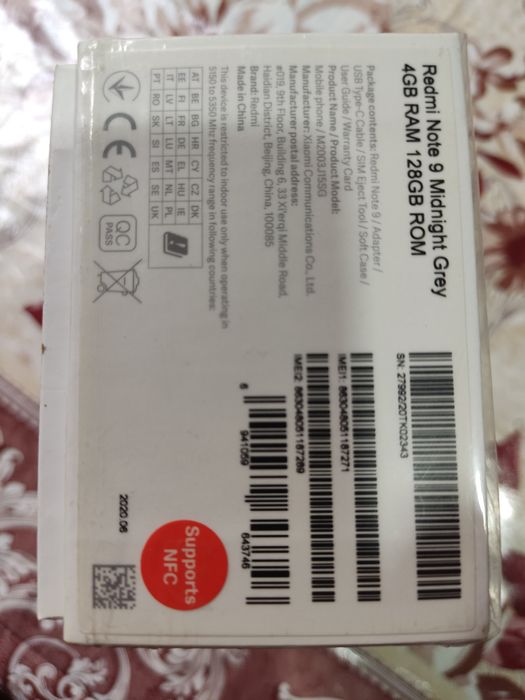 Redmi Note 9 Midnight Grey
4GB RAM 128GB ROM
Package contents: Redmi Note 9 / Adapter /
USB Type-C Cable / SIM Eject Tool / Soft Case /
User Guide / Warranty Card
Product Name / Product Model:
Mobile phone / M2003J15SG
Manufacturer: Xiaomi Communications Co., Ltd.
Manufacturer postal address:
#019, 9th Floor, Building 6, 33 Xi'erqi Middle Road,
Haidian District, Beijing, China, 100085
Brand: Redmi
Made in China
This device is restricted to indoor use only when operating in
5150 to 5350 Mhz frequency range in following countries:
AT BE BG HR CY CZ DK
EE FI FR DE EL HU IE
IT LV LT LU MT NL PL
PT RO SK SI ES SE UK
CE
QC
PASS
SN: 27992/20TK02343
IMEI1: 863048051187271
IMEI2: 863048051187289
6 941059 643746
Supports
NFC
2020.06